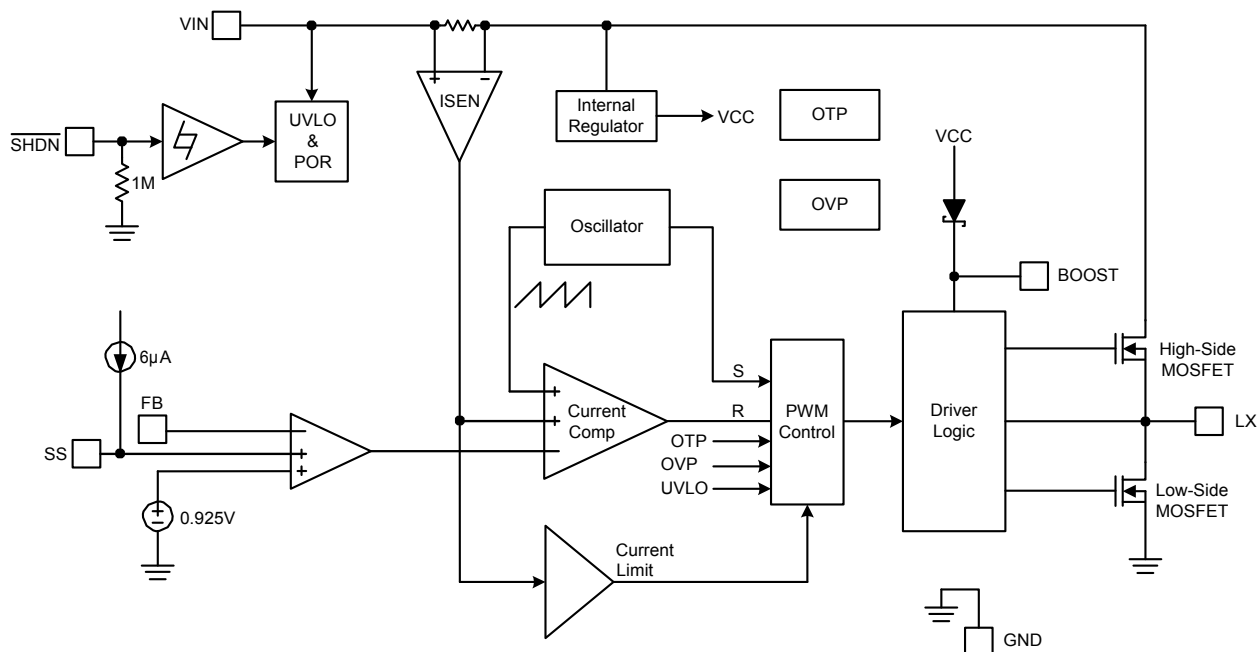 VIN
+ −
ISEN
UVLO
&
POR
SHDN
1M
Internal
Regulator
VCC
OTP
OVP
VCC
Oscillator
BOOST
6µA
FB
SS
0.925V
−
+
+
+
+
−
Current
Comp
S
R
OTP
OVP
UVLO
PWM
Control
Driver
Logic
High-Side
MOSFET
LX
Low-Side
MOSFET
Current
Limit
GND
+
−